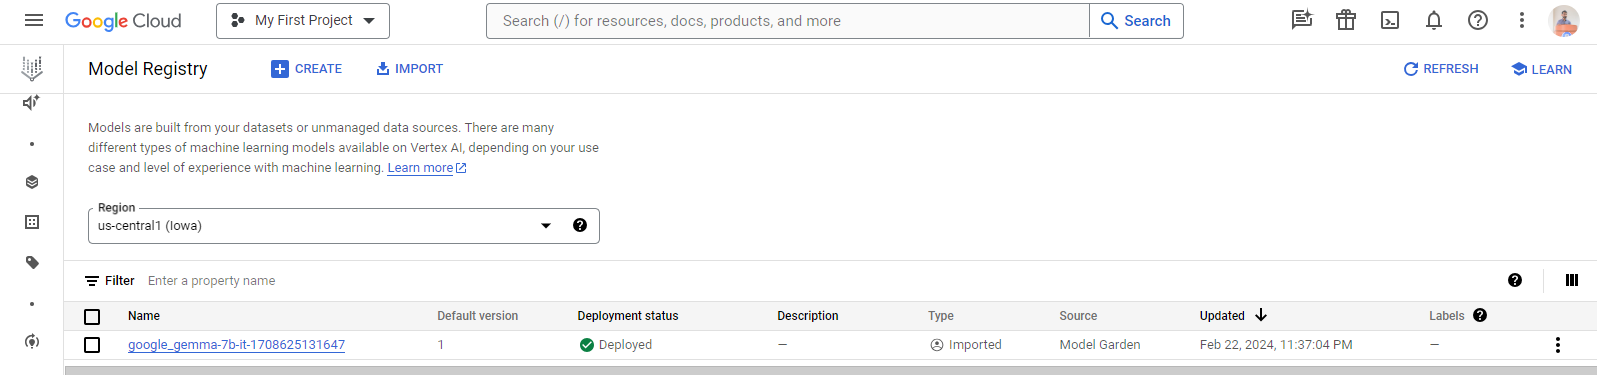 Google Cloud
My First Project
Search (/) for resources, docs, products, and more
Search
Model Registry
CREATE
IMPORT
REFRESH
LEARN
Models are built from your datasets or unmanaged data sources. There are many
different types of machine learning models available on Vertex AI, depending on your use
case and level of experience with machine learning. Learn more
Region
us-central1 (Iowa)
Filter Enter a property name
Name Default version Deployment status Description Type Source Updated Labels
google_gemma-7b-it-1708625131647 1 Deployed — Imported Model Garden Feb 22, 2024, 11:37:04 PM —